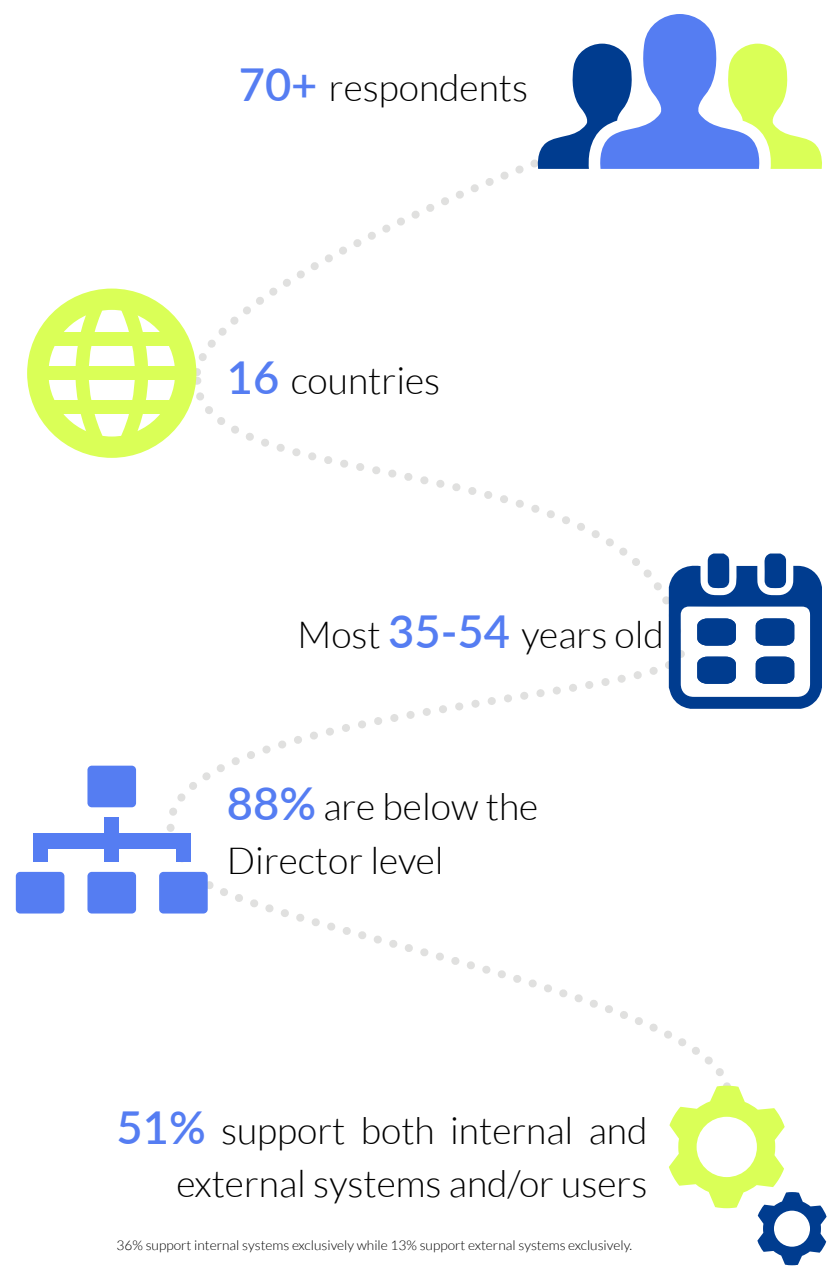 70+ respondents
16 countries
Most 35-54 years old
88% are below the
Director level
51% support both internal and
external systems and/or users
36% support internal systems exclusively while 13% support external systems exclusively.